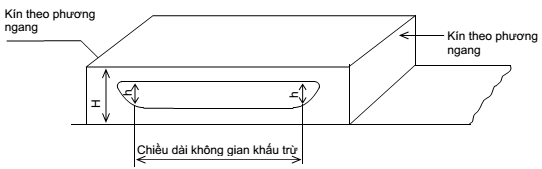 Kín theo phương
ngang
Kín theo phương
ngang
H
h
h
Chiều dài không gian khấu trừ